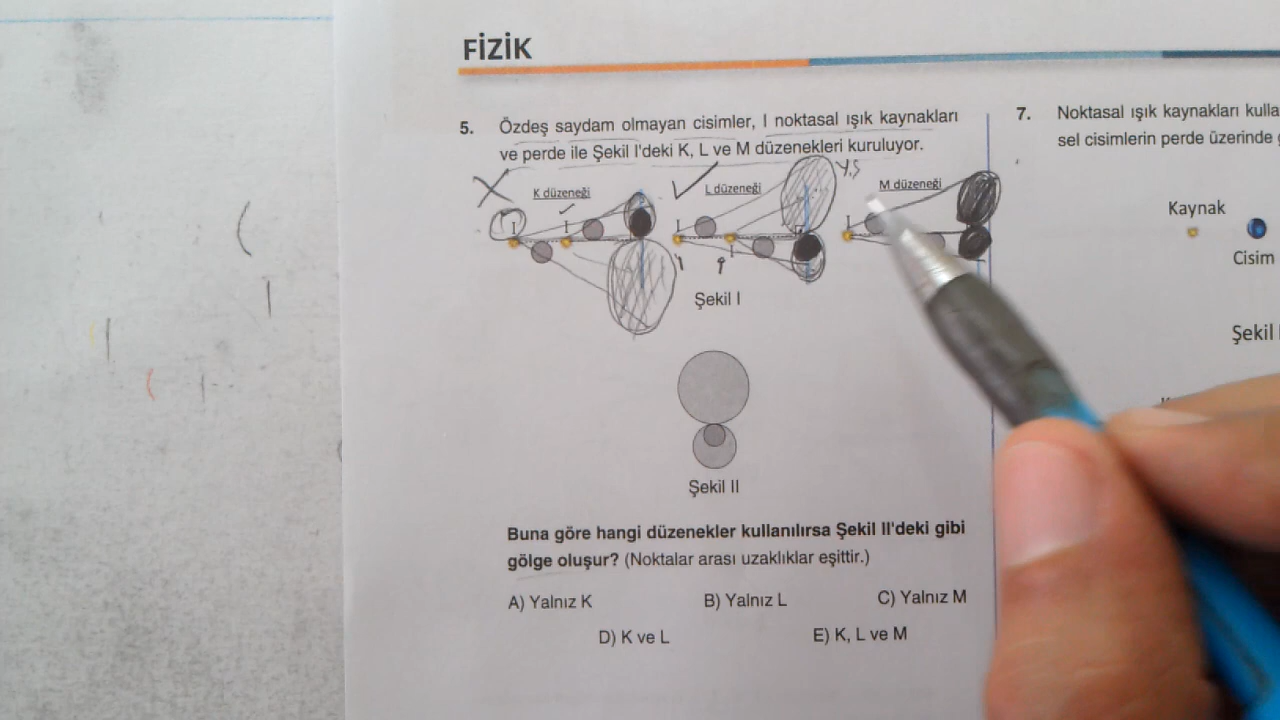 FİZİK
5. Özdeş saydam olmayan cisimler, I noktasal ışık kaynakları
ve perde ile Şekil I'deki K, L ve M düzenekleri kuruluyor.
K düzeneği
L düzeneği
Y,S
M düzeneği
I
I
I
I
I
Şekil I
Şekil II
Buna göre hangi düzenekler kullanılırsa Şekil II'deki gibi
gölge oluşur? (Noktalar arası uzaklıklar eşittir.)
A) Yalnız K
B) Yalnız L
C) Yalnız M
D) K ve L
E) K, L ve M
7. Noktasal ışık kaynakları
sel cisimlerin perde üzerinde
Kaynak
Cisim
Şekil